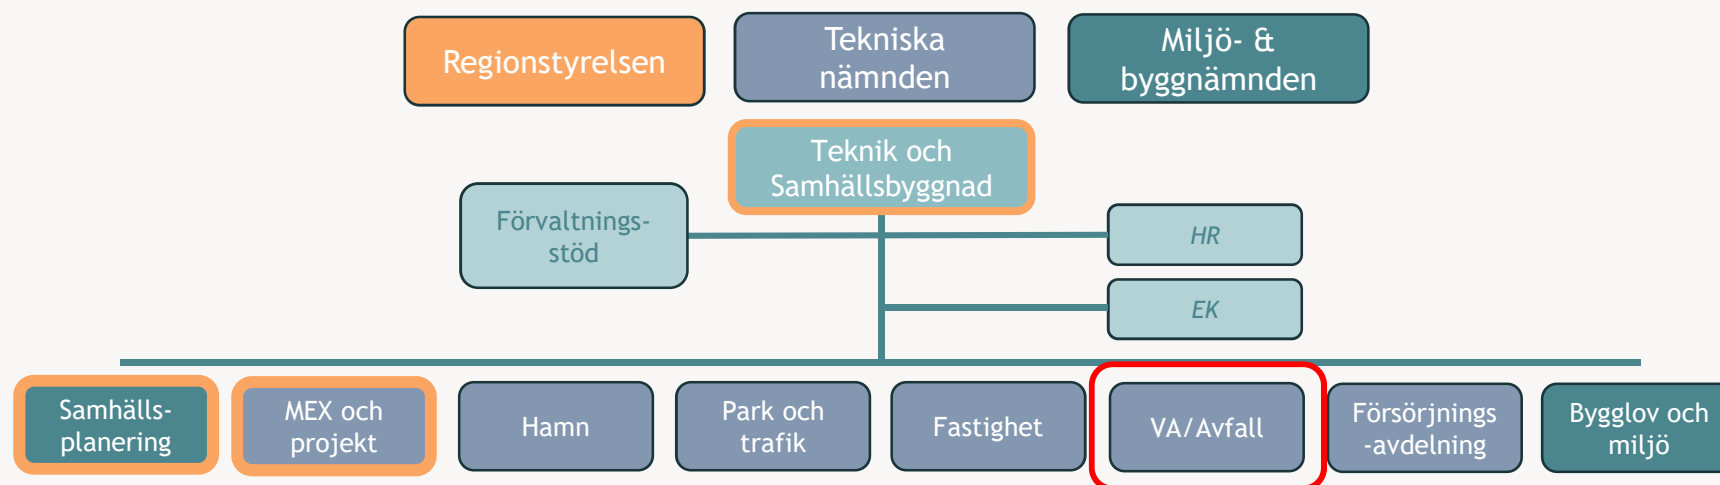 Regionstyrelsen
Tekniska
nämnden
Miljö- &
byggnämnden
Teknik och
Samhällsbyggnad
Förvaltnings-
stöd
HR
EK
Samhälls-
planering
MEX och
projekt
Hamn
Park och
trafik
Fastighet
VA/Avfall
Försörjnings
-avdelning
Bygglov och
miljö